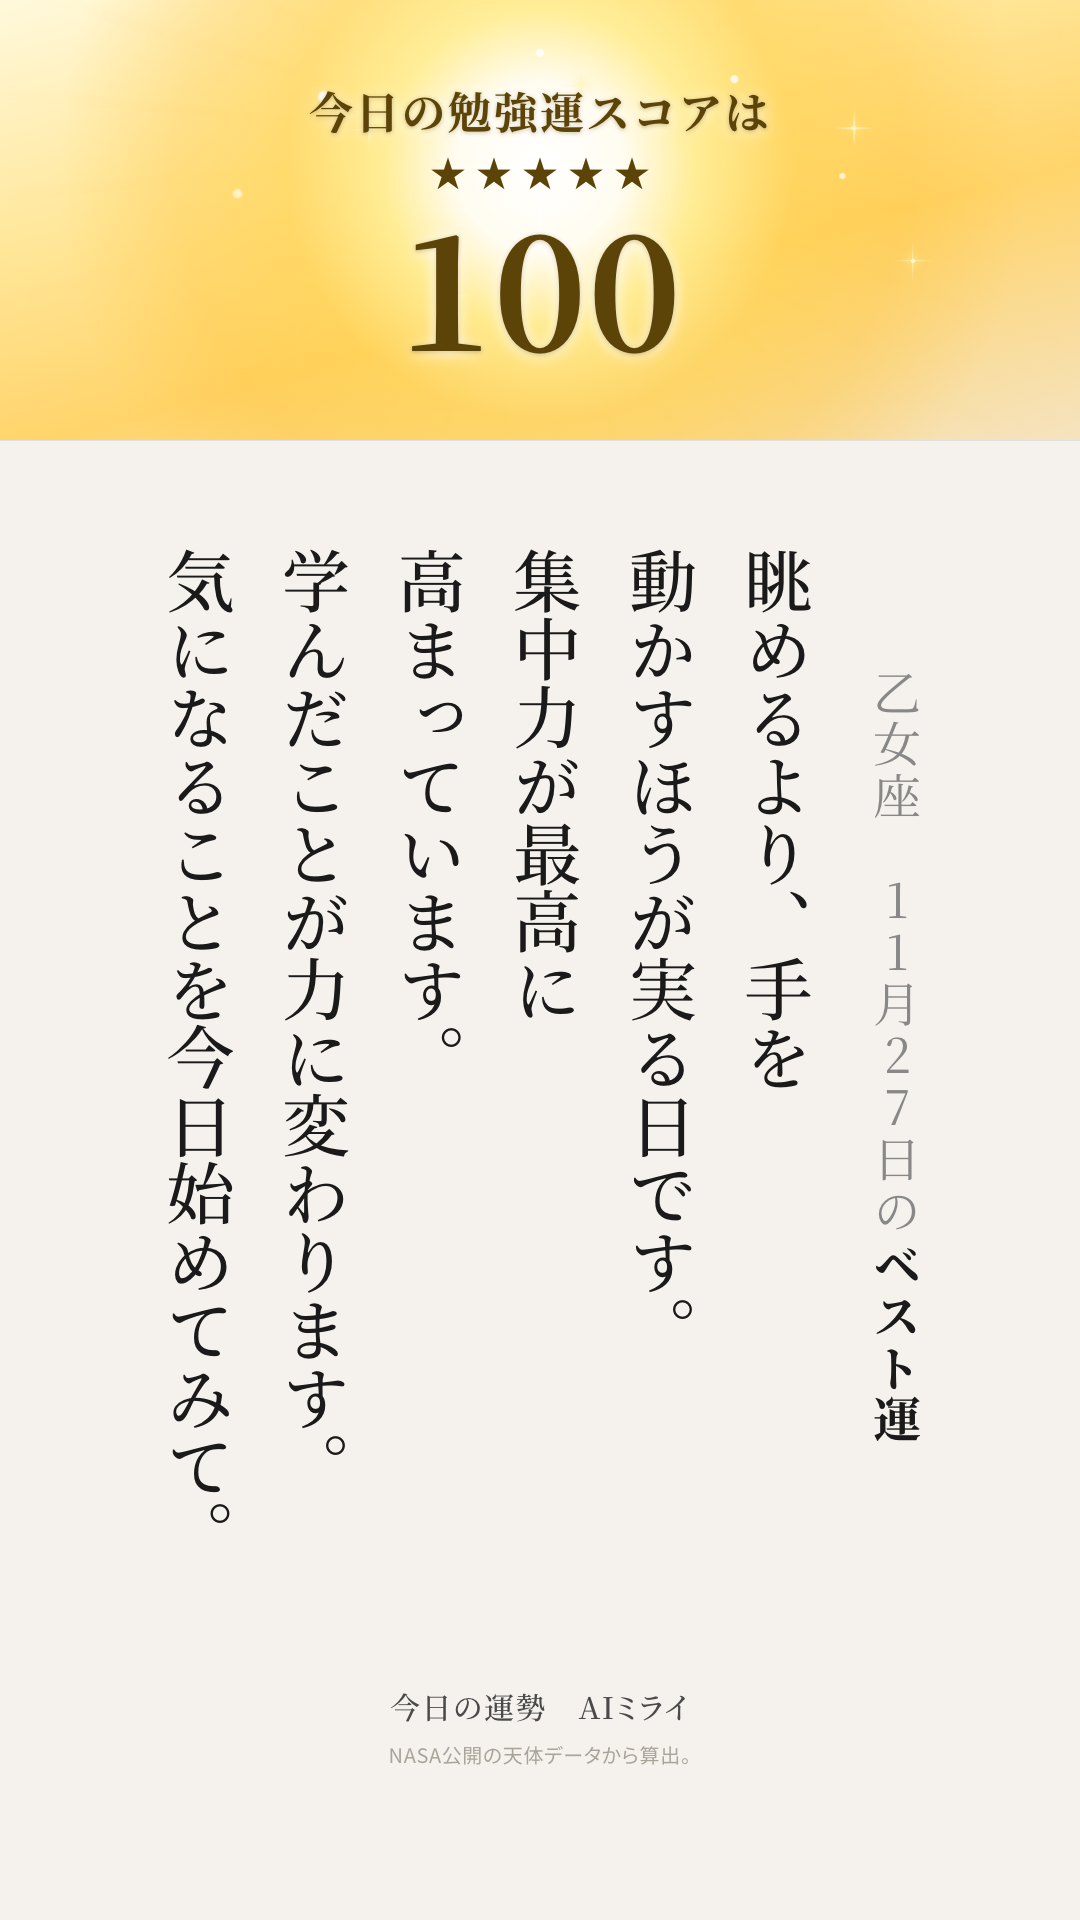 今日の勉強運スコアは
★★★★★
100
乙女座　11月27日のベスト運
眺めるより、手を
動かすほうが実る日です。
集中力が最高に
高まっています。
学んだことが力に変わります。
気になることを今日始めてみて。
今日の運勢　AIミライ
NASA公開の天体データから算出。